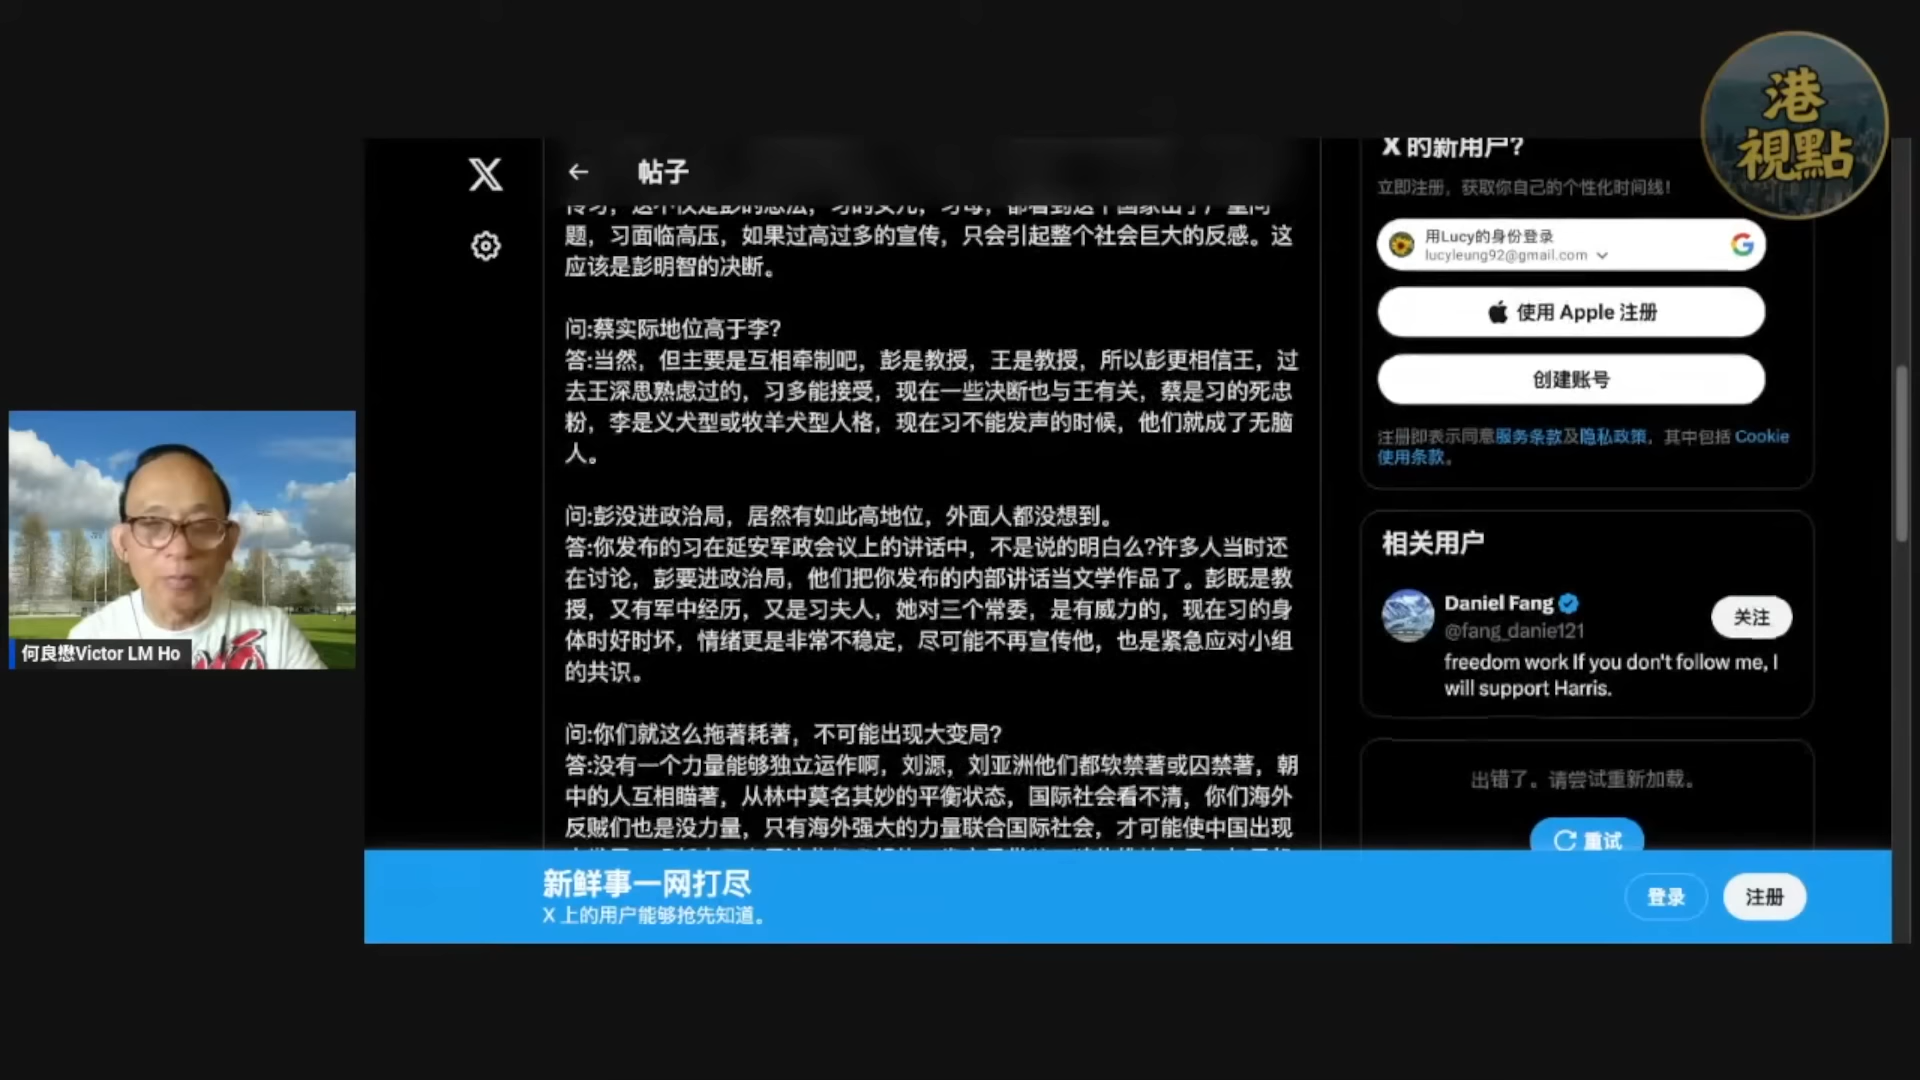 港
視點
X 的新用户?
立即注册，获取你自己的个性化时间线!
用Lucy的身份登录
lucyleung92@gmail.com
使用 Apple 注册
创建账号
注册即表示同意服务条款及隐私政策，其中包括 Cookie
使用条款。
相关用户
Daniel Fang
@fang_danie121
关注
freedom work If you don't follow me, I
will support Harris.
出错了。请尝试重新加载。
重试
帖子
题，习面临高压，如果过高过多的宣传，只会引起整个社会巨大的反感。这
应该是彭明智的决断。
问:蔡实际地位高于李?
答:当然，但主要是互相牵制吧，彭是教授，王是教授，所以彭更相信王，过
去王深思熟虑过的，习多能接受，现在一些决断也与王有关，蔡是习的死忠
粉，李是义犬型或牧羊犬型人格，现在习不能发声的时候，他们就成了无脑
人。
问:彭没进政治局，居然有如此高地位，外面人都没想到。
答:你发布的习在延安军政会议上的讲话中，不是说的明白么?许多人当时还
在讨论，彭要进政治局，他们把你发布的内部讲话当文学作品了。彭既是教
授，又有军中经历，又是习夫人，她对三个常委，是有威力的，现在习的身
体时好时坏，情绪更是非常不稳定，尽可能不再宣传他，也是紧急应对小组
的共识。
问:你们就这么拖著耗著，不可能出现大变局?
答:没有一个力量能够独立运作啊，刘源，刘亚洲他们都软禁著或囚禁著，朝
中的人互相瞄著，从林中莫名其妙的平衡状态，国际社会看不清，你们海外
反贼们也是没力量，只有海外强大的力量联合国际社会，才可能使中国出现
新鲜事一网打尽
X 上的用户能够抢先知道。
登录
注册
何良懋Victor LM Ho